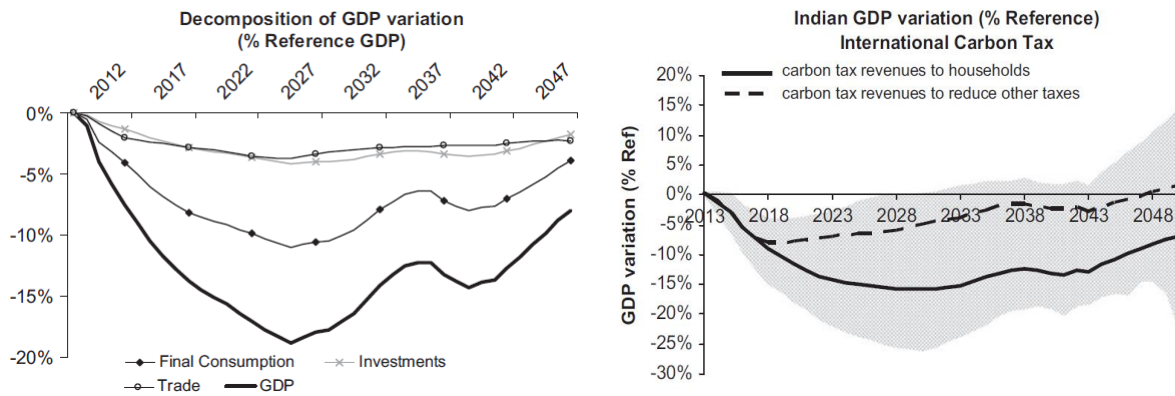 Decomposition of GDP variation
(% Reference GDP)
2012
2017
2022
2027
2032
2037
2042
2047
0%
-5%
-10%
-15%
-20%
Final Consumption
Investments
Trade
GDP
Indian GDP variation (% Reference)
International Carbon Tax
carbon tax revenues to households
carbon tax revenues to reduce other taxes
GDP variation (% Ref)
20%
15%
10%
5%
0%
-5%
-10%
-15%
-20%
-25%
-30%
2013
2018
2023
2028
2033
2038
2043
2048